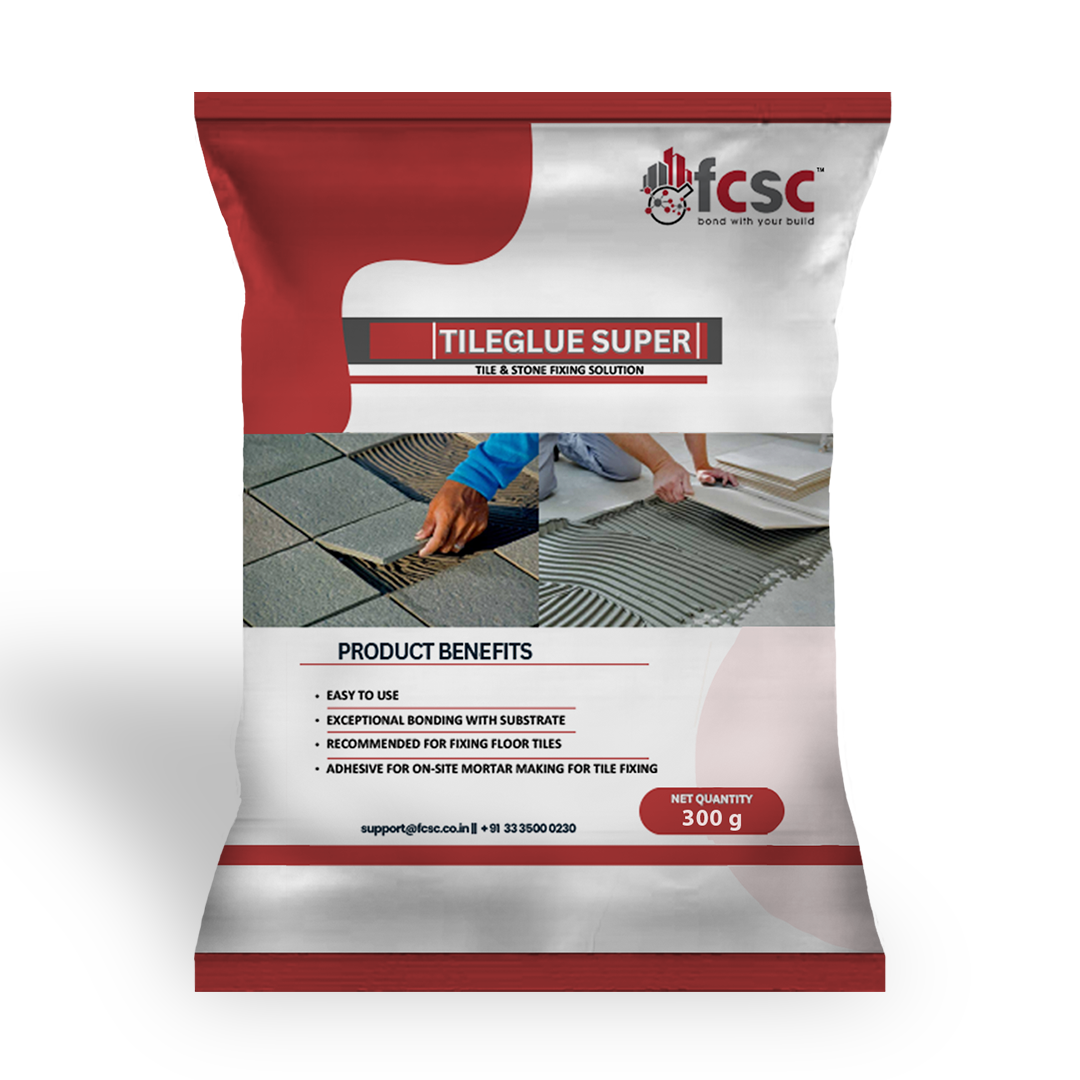 fcsc™
bond with your build
TILEGLUE SUPER
TILE & STONE FIXING SOLUTION
PRODUCT BENEFITS
• EASY TO USE
• EXCEPTIONAL BONDING WITH SUBSTRATE
• RECOMMENDED FOR FIXING FLOOR TILES
• ADHESIVE FOR ON-SITE MORTAR MAKING FOR TILE FIXING
NET QUANTITY
300 g
support@fcsc.co.in || +91 33 3500 0230